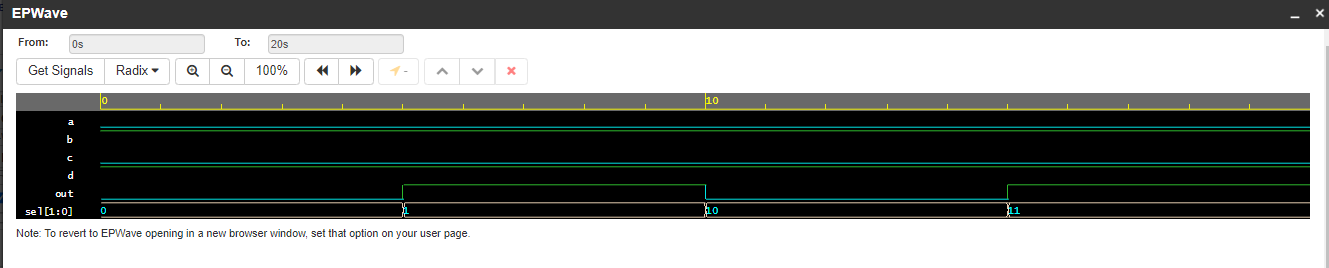 EPWave
From: 0s To: 20s
Get Signals Radix 100% -
0 10
a
b
c
d
out
sel[1:0] 0 1 10 11
Note: To revert to EPWave opening in a new browser window, set that option on your user page.